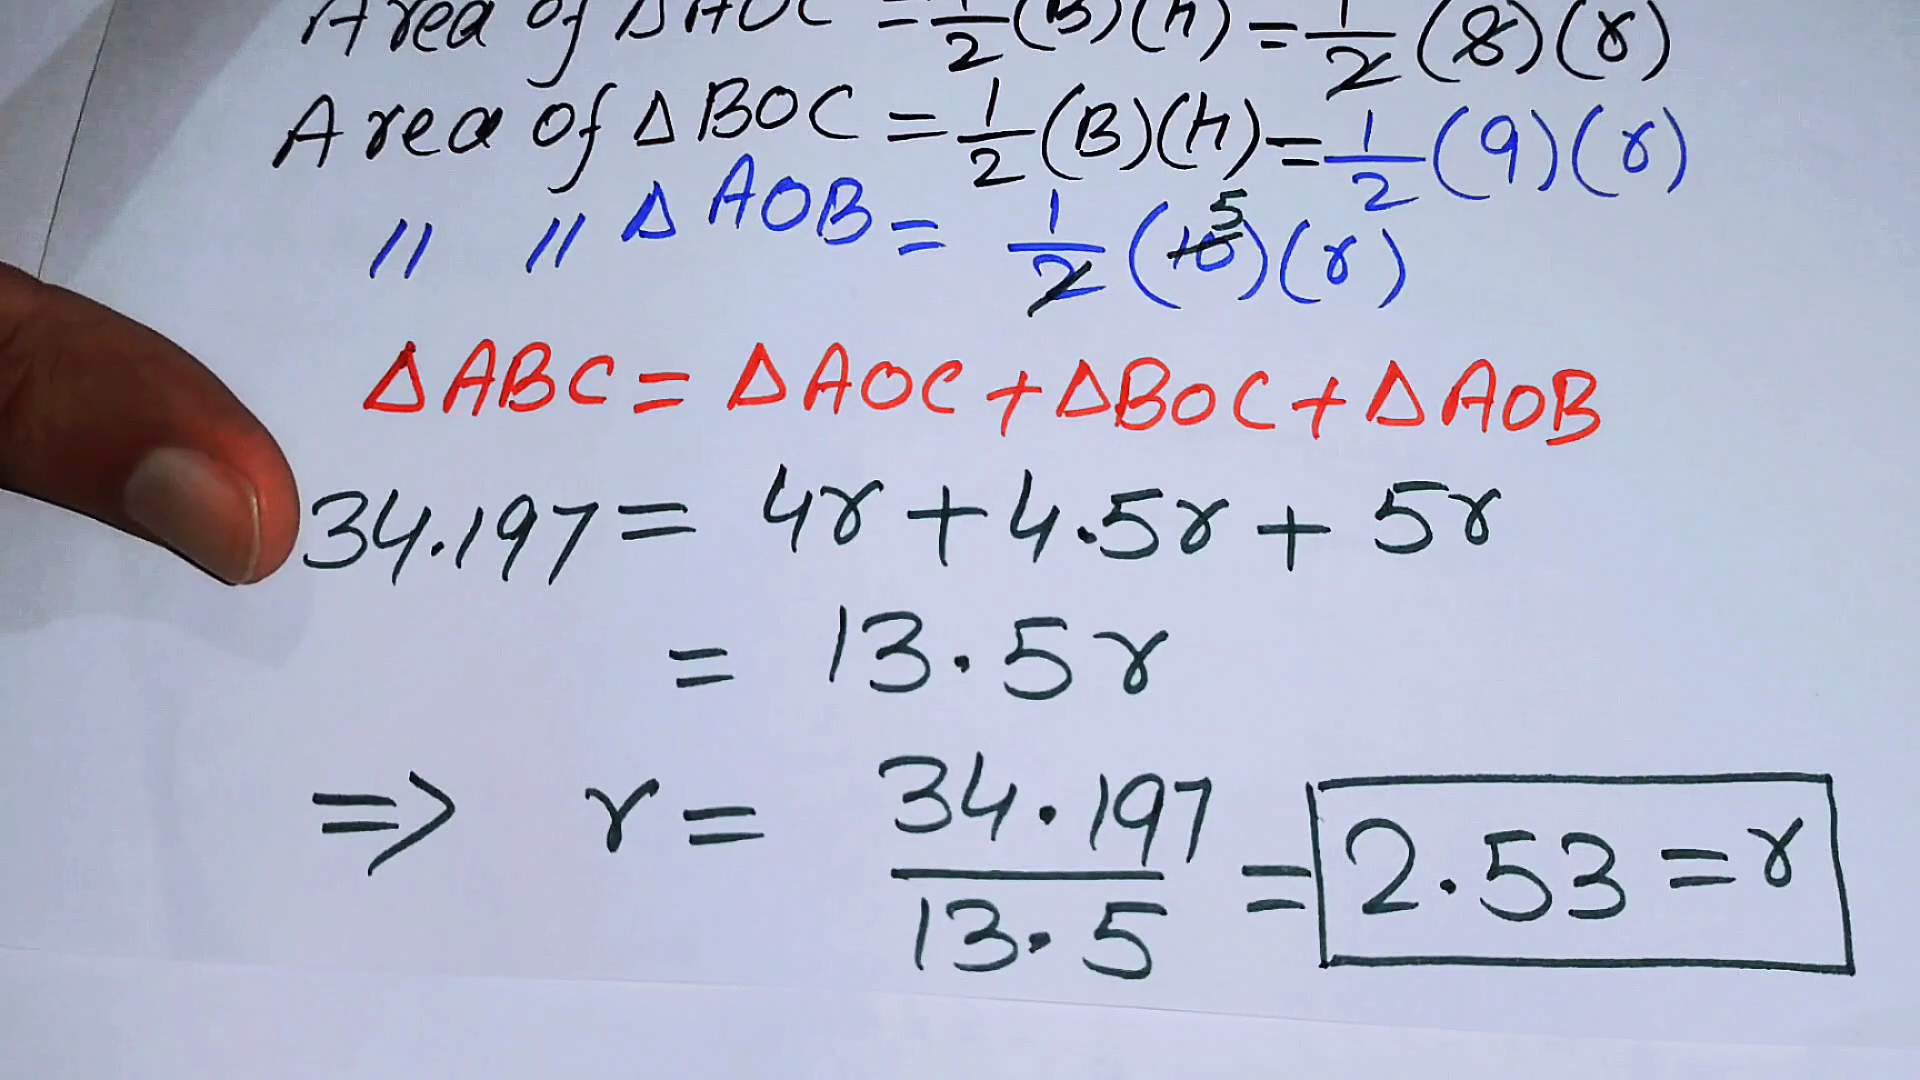 Area of ΔAOC = 1/2 (B)(h) = 1/2 (8)(r)
Area of ΔBOC = 1/2 (B)(h) = 1/2 (9)(r)
// // ΔAOB = 1/2 (10)(r) 5
ΔABC = ΔAOC + ΔBOC + ΔAOB
34.197 = 4r + 4.5r + 5r
= 13.5r
=> r = 34.197/13.5 = 2.53 = r